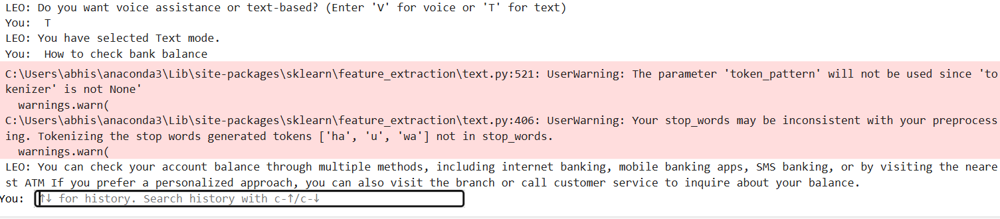 LEO: Do you want voice assistance or text-based? (Enter 'V' for voice or 'T' for text)
You:  T
LEO: You have selected Text mode.
You:  How to check bank balance
C:\Users\abhis\anaconda3\Lib\site-packages\sklearn\feature_extraction\text.py:521: UserWarning: The parameter 'token_pattern' will not be used since 'to
kenizer' is not None'
  warnings.warn(
C:\Users\abhis\anaconda3\Lib\site-packages\sklearn\feature_extraction\text.py:406: UserWarning: Your stop_words may be inconsistent with your preprocess
ing. Tokenizing the stop words generated tokens ['ha', 'u', 'wa'] not in stop_words.
  warnings.warn(
LEO: You can check your account balance through multiple methods, including internet banking, mobile banking apps, SMS banking, or by visiting the neare
st ATM If you prefer a personalized approach, you can also visit the branch or call customer service to inquire about your balance.
You: ↑↓ for history. Search history with c-↑/c-↓